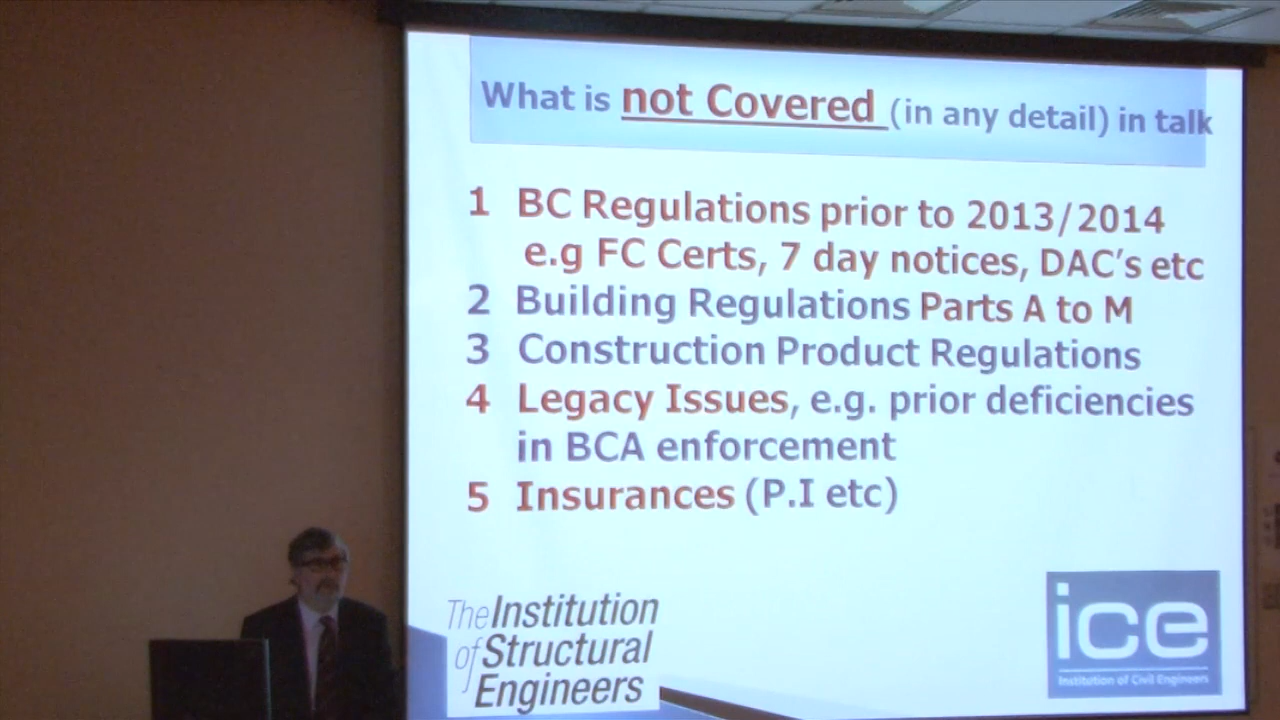 What is not Covered (in any detail) in talk
1 BC Regulations prior to 2013/2014
e.g FC Certs, 7 day notices, DAC's etc
2 Building Regulations Parts A to M
3 Construction Product Regulations
4 Legacy Issues, e.g. prior deficiencies
in BCA enforcement
5 Insurances (P.I etc)
The Institution
of Structural
Engineers
ice
Institution of Civil Engineers